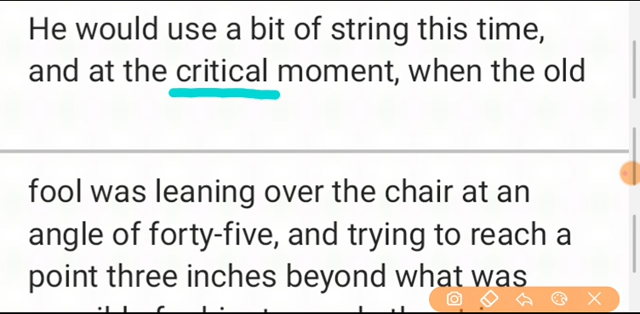 He would use a bit of string this time,
and at the critical moment, when the old
fool was leaning over the chair at an
angle of forty-five, and trying to reach a
point three inches beyond what was